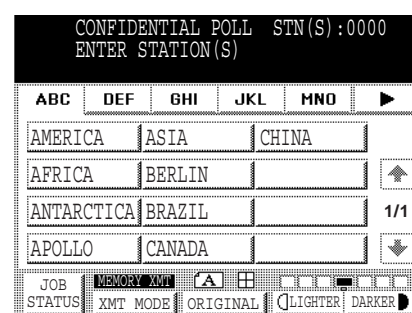 CONFIDENTIAL POLL STN(S):0000
ENTER STATION(S)
ABC DEF GHI JKL MNO
AMERICA ASIA CHINA
AFRICA BERLIN
ANTARCTICA BRAZIL 1/1
APOLLO CANADA
JOB STATUS MEMORY XMT A
XMT MODE ORIGINAL LIGHTER DARKER